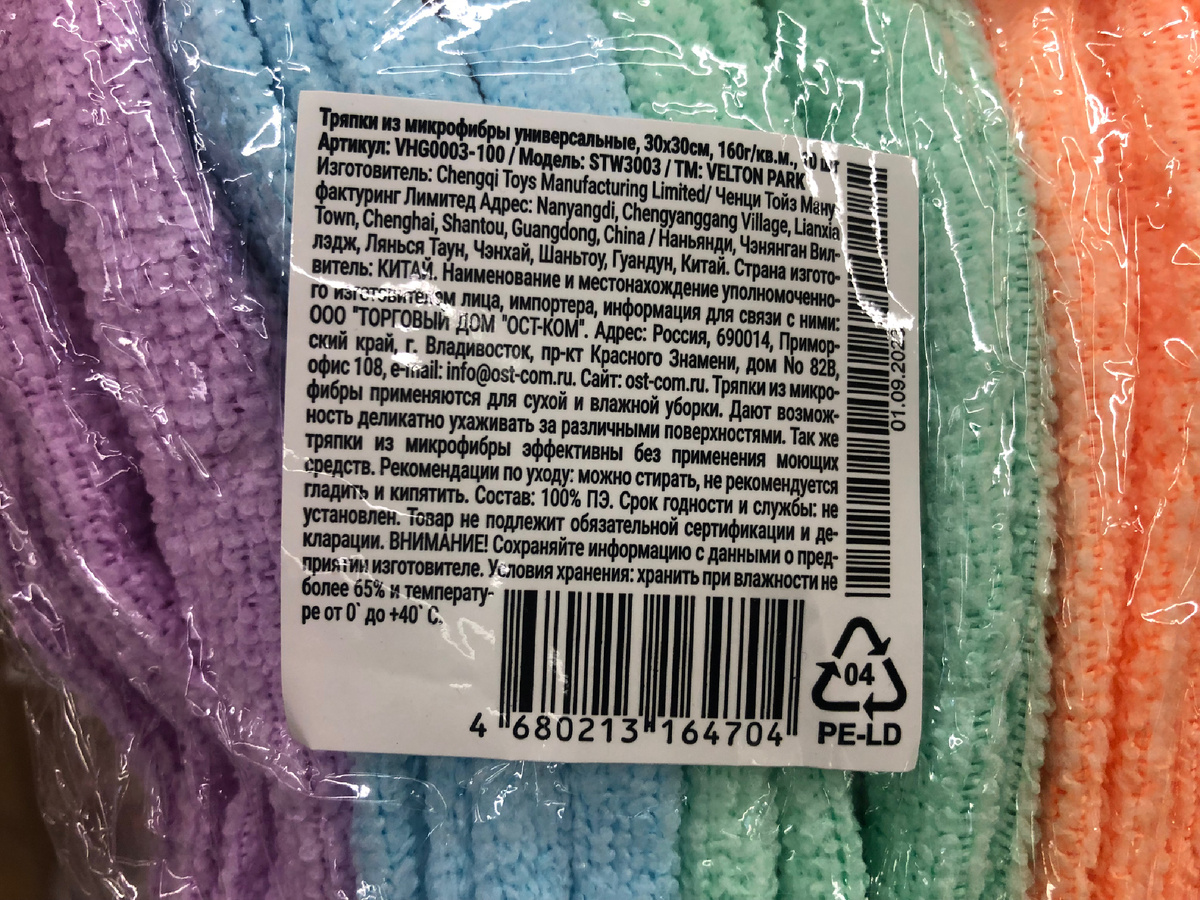 Тряпки из микрофибры универсальные, 30х30см, 160г/кв.м.,
Артикул: VHG0003-100 / Модель: STW3003 / ТМ: VELTON PARK
Изготовитель: Chengqi Toys Manufacturing Limited/ Ченци Тойз Ману
фактуринг Лимитед Адрес: Nanyangdi, Chengyanggang Village, Lianxia
Town, Chenghai, Shantou, Guangdong, China / Наньянди, Чэнянган Вил-
лэдж, Лянься Таун, Чэнхай, Шаньтоу, Гуандун, Китай. Страна изгото-
витель: КИТАЙ. Наименование и местонахождение уполномоченно-
го изготовителем лица, импортера, информация для связи с ними:
ООО "ТОРГОВЫЙ ДОМ "ОСТ-КОМ". Адрес: Россия, 690014, Примор-
ский край, г. Владивосток, пр-кт Красного Знамени, дом No 82В,
офис 108, e-mail: info@ost-com.ru. Сайт: ost-com.ru. Тряпки из микро-
фибры применяются для сухой и влажной уборки. Дают возмож-
ность деликатно ухаживать за различными поверхностями. Так же
тряпки из микрофибры эффективны без применения моющих
средств. Рекомендации по уходу: можно стирать, не рекомендуется
гладить и кипятить. Состав: 100% ПЭ. Срок годности и службы: не
установлен. Товар не подлежит обязательной сертификации и де-
кларации. ВНИМАНИЕ! Сохраняйте информацию с данными о пред-
приятии изготовителе. Условия хранения: хранить при влажности не
более 65% и температу-
ре от 0˚ до +40˚ С.
4 680213 164704
04
PE-LD